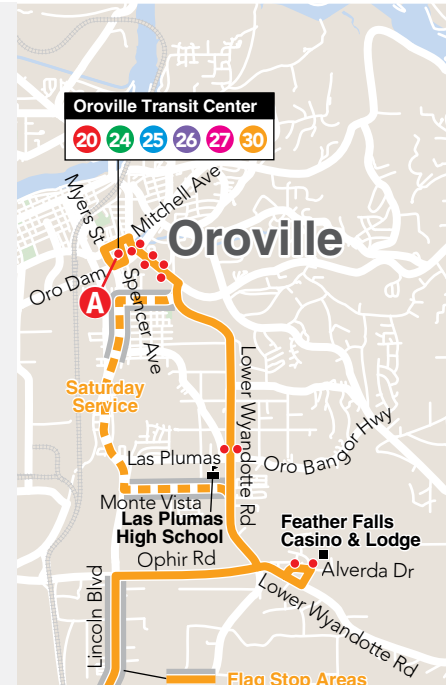 Oroville Transit Center
20 24 25 26 27 30
Myers St
Mitchell Ave
Oroville
Oro Dam
A
Spencer Ave
Saturday
Service
Lower Wyandotte Rd
Las Plumas
Oro Bangor Hwy
Monte Vista
Las Plumas
High School
Feather Falls
Casino & Lodge
Ophir Rd
Alverda Dr
Lincoln Blvd
Lower Wyandotte Rd
Flag Stop Areas